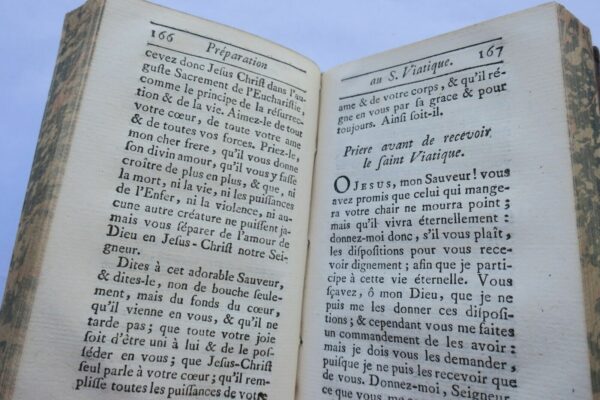 166 Préparation
cevez donc Jesus Christ dans l'au-
guste Sacrement de l'Eucharistie,
comme le principe de la résurrec-
tion & de la vie. Aimez-le de tout
votre cœur, de toute votre ame
& de toutes vos forces. Priez-le,
mon cher frere, qu'il vous donne
son divin amour, qu'il vous y fasse
croître de plus en plus, & que, ni
la mort, ni la vie, ni les puissances
de l'Enfer, ni la violence, ni au-
cune autre créature ne puissent ja-
mais vous séparer de l'amour de
Dieu en Jesus-Christ notre Sei-
gneur.
Dites à cet adorable Sauveur,
& dites-le, non de bouche seule-
ment, mais du fonds du cœur,
qu'il vienne en vous, & qu'il ne
tarde pas; que toute votre joie
soit d'être uni à lui & de le pos-
séder en vous; que Jesus-Christ
seul parle à votre cœur; qu'il rem-
plisse toutes les puissances de votre
au S. Viatique. 167
ame & de votre corps, & qu'il ré-
gne en vous par sa grace & pour
toujours. Ainsi soit-il.
Priere avant de recevoir
le saint Viatique.
O JESUS, mon Sauveur! vous
avez promis que celui qui mange-
ra votre chair ne mourra point;
mais qu'il vivra éternellement:
donnez-moi donc, s'il vous plaît,
les dispositions pour vous rece-
voir dignement; afin que je parti-
cipe à cette vie éternelle. Vous
sçavez, ô mon Dieu, que je ne
puis me les donner ces disposi-
tions; & cependant vous me faites
un commandement de les avoir:
mais je dois vous les demander,
puisque je ne puis les recevoir que
de vous. Donnez-moi, Seigneur
ce que vous